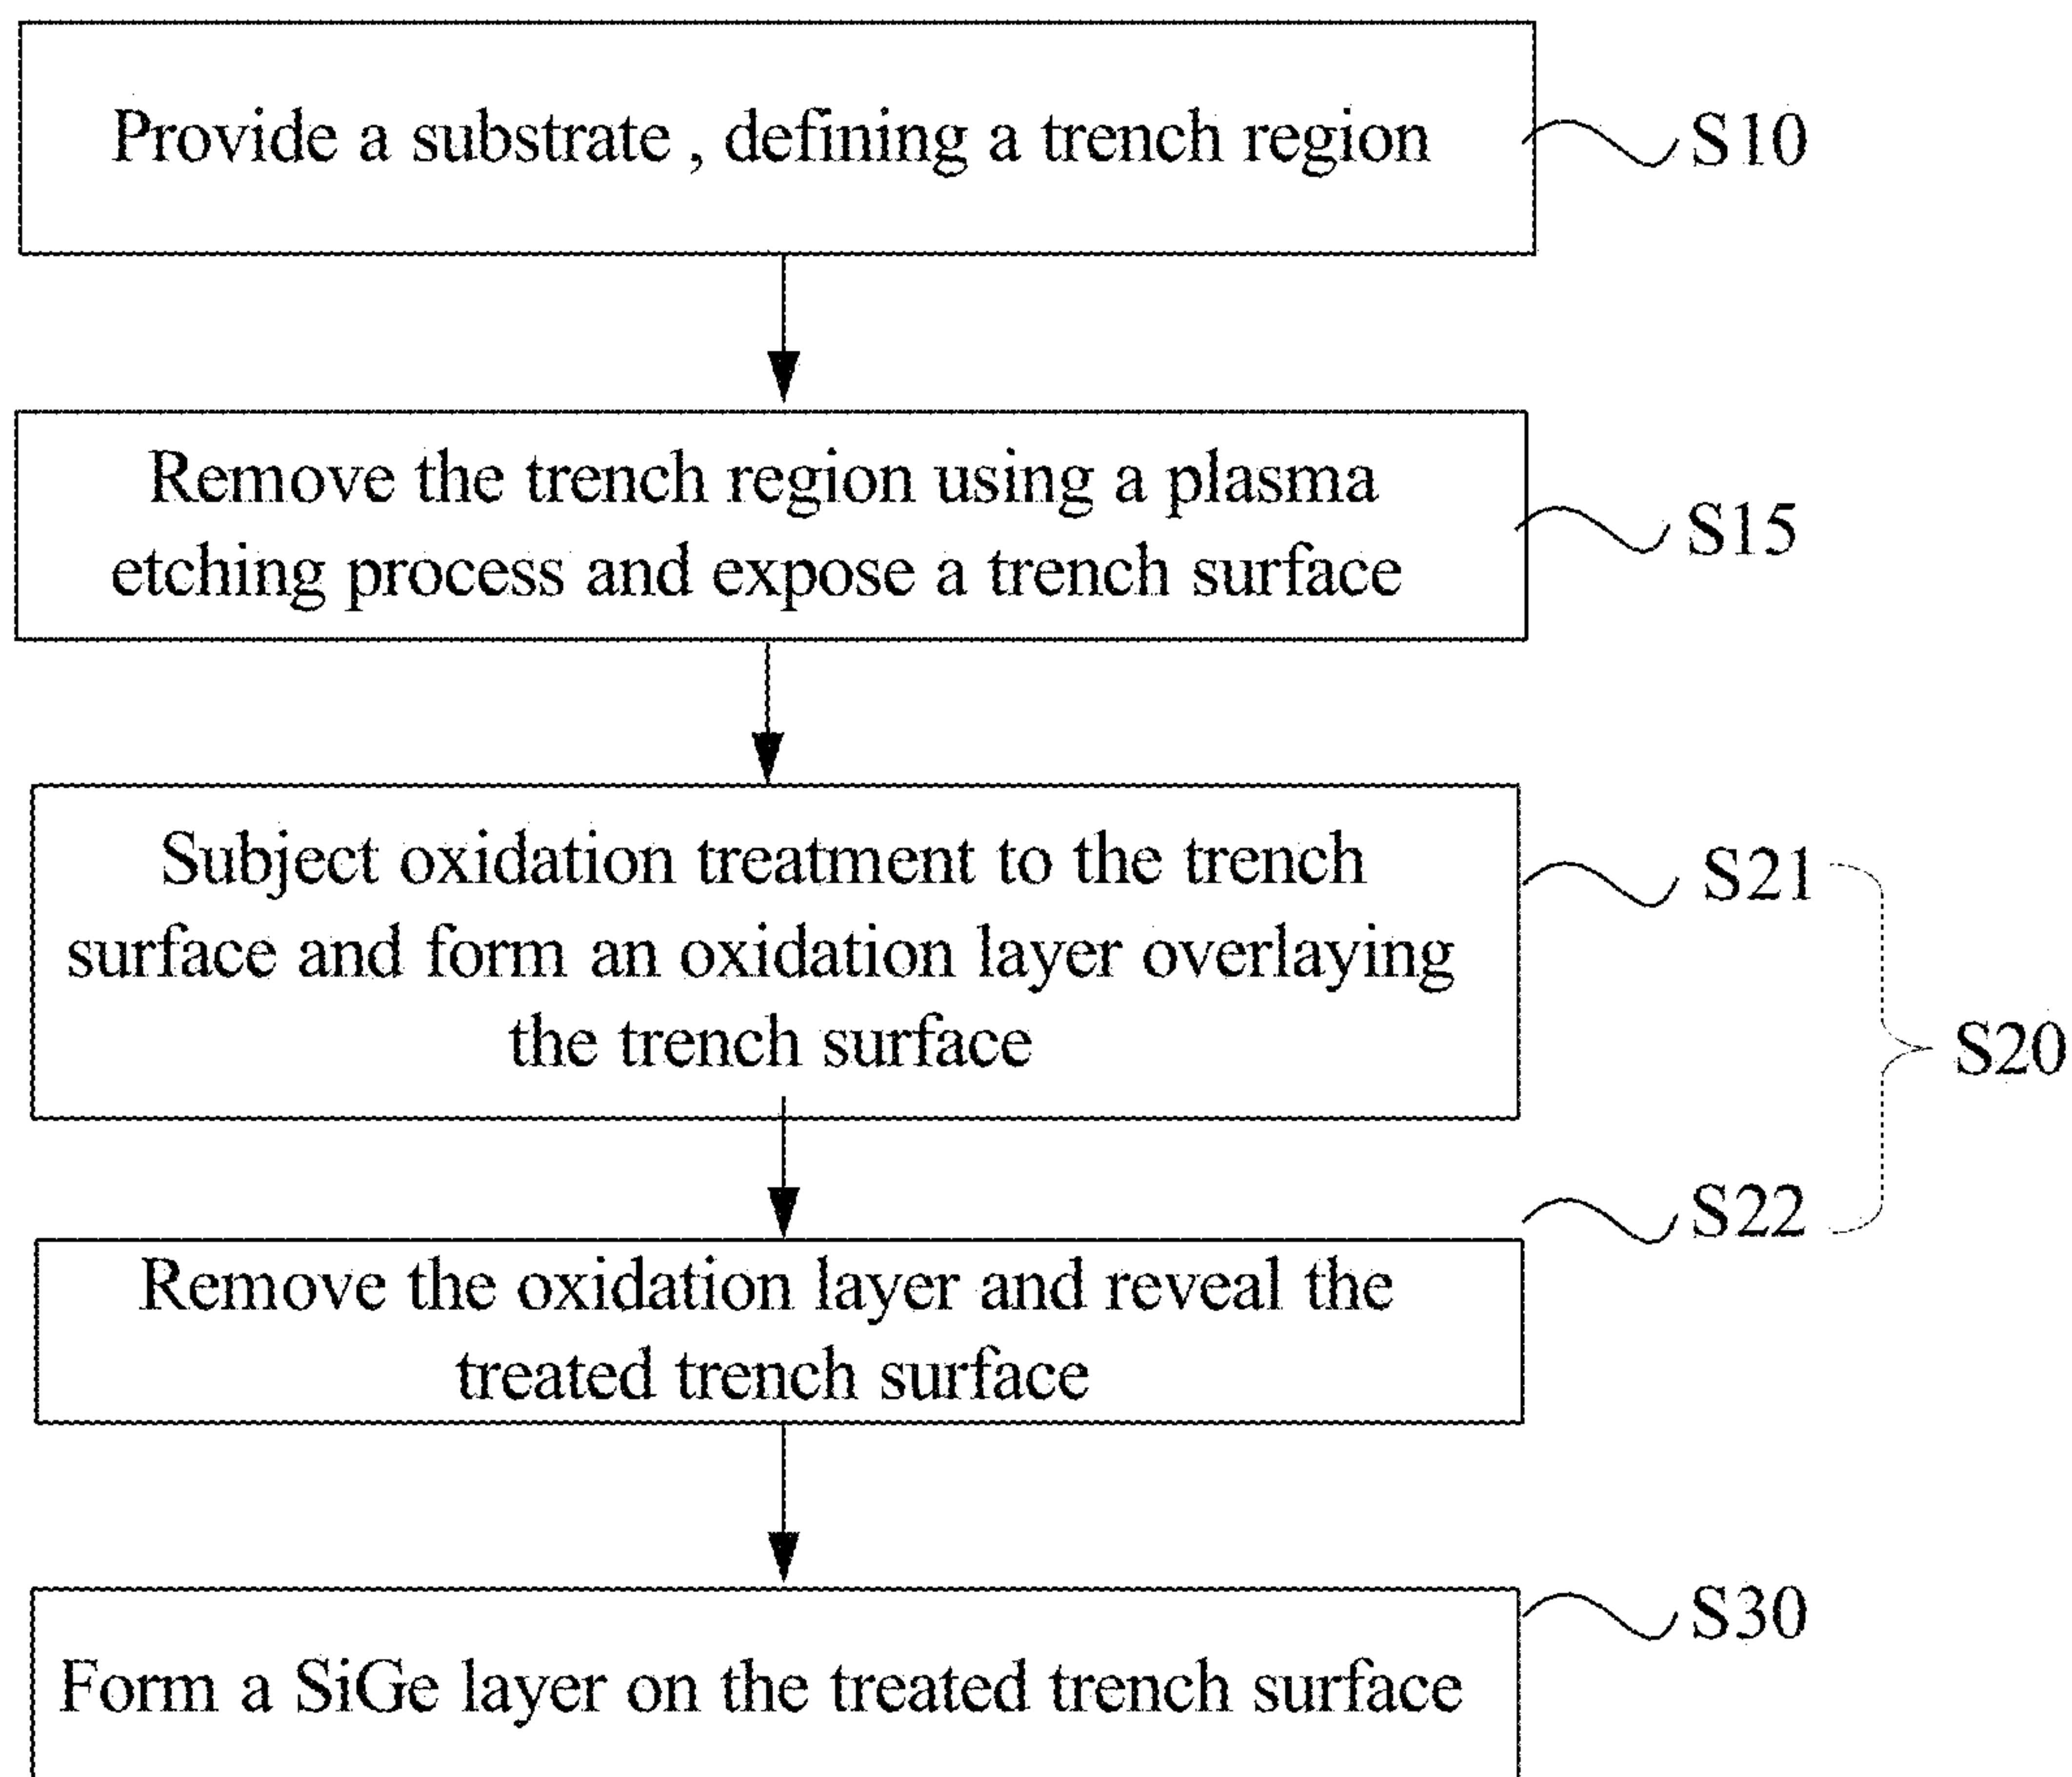 Provide a substrate , defining a trench region
S10
Remove the trench region using a plasma
etching process and expose a trench surface
S15
Subject oxidation treatment to the trench
surface and form an oxidation layer overlaying
the trench surface
S21
S20
S22
Remove the oxidation layer and reveal the
treated trench surface
S30
Form a SiGe layer on the treated trench surface